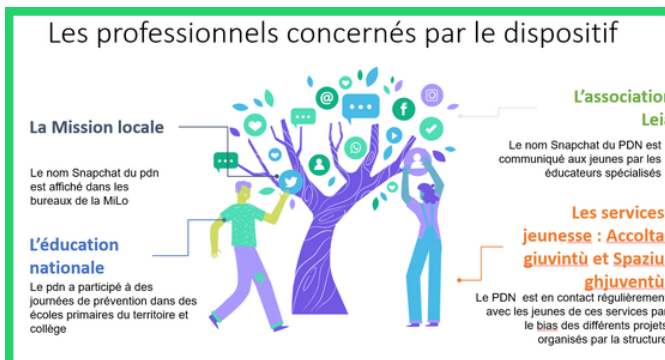 Les professionnels concernés par le dispositif
La Mission locale
Le nom Snapchat du pdn
est affiché dans les
bureaux de la MiLo
L'éducation
nationale
Le pdn a participé à des
journées de prévention dans des
écoles primaires du territoire et
collège
L'association
Leia
Le nom Snapchat du PDN est
communiqué aux jeunes par les
éducateurs spécialisés
Les services
jeunesse : Accolta
giuvintù et Spaziu
ghjuventù
Le PDN est en contact régulièrement
avec les jeunes de ces services par
le bias des différents projets
organisés par la structure